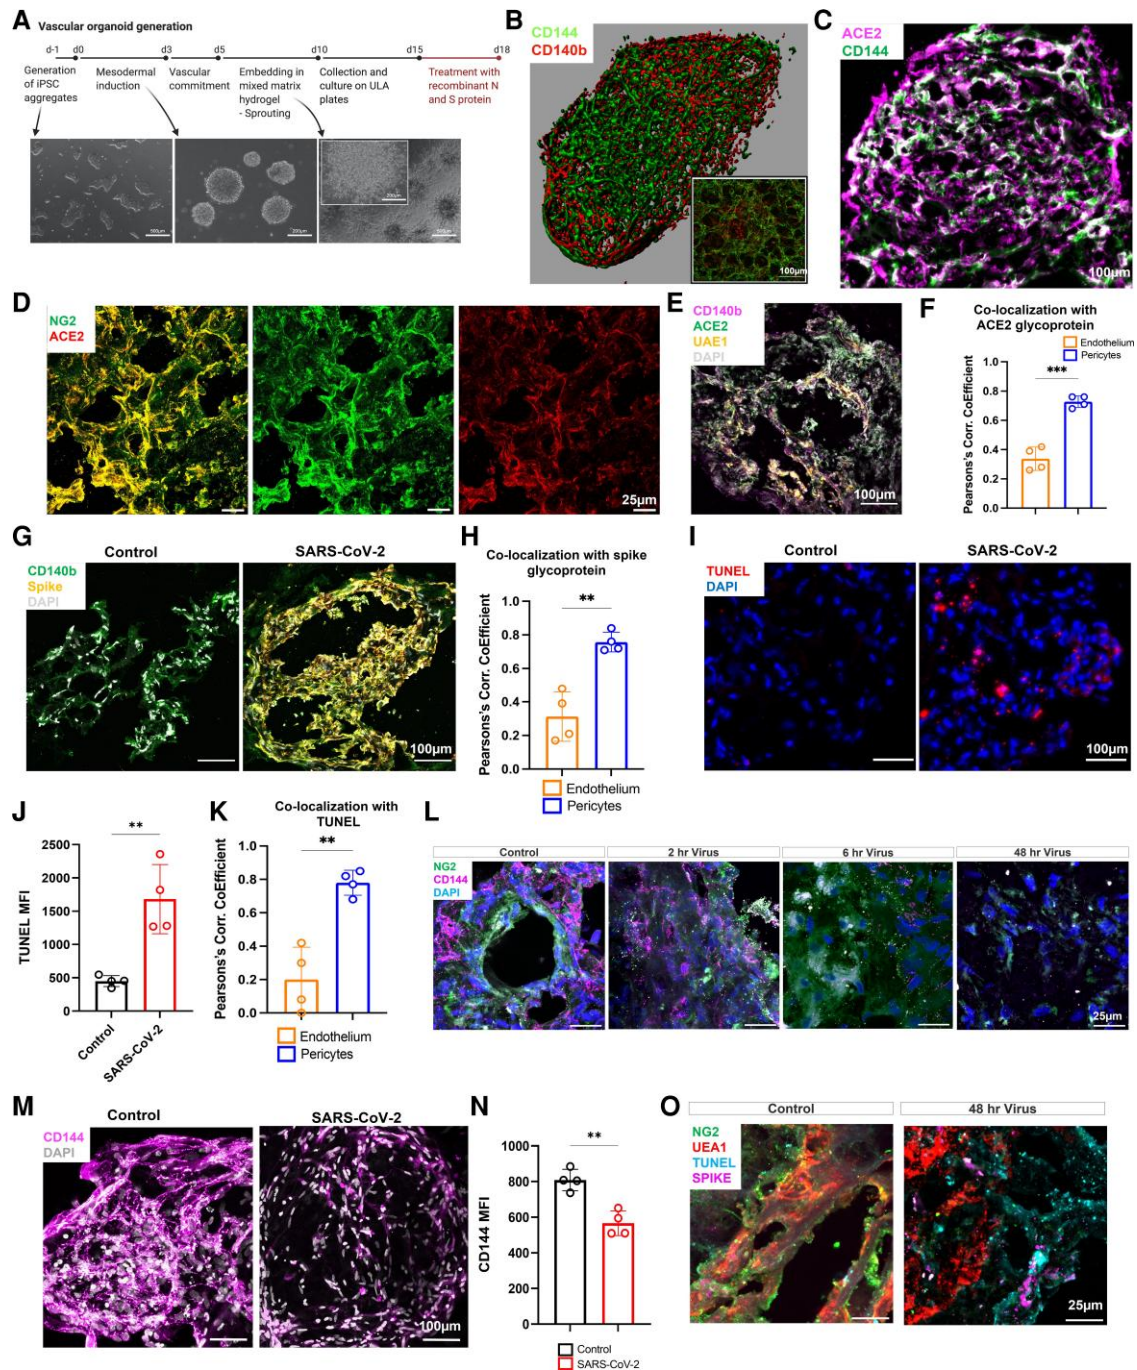 A Vascular organoid generation
d-1 d0 d3 d5 d10 d15 d18
Generation of iPSC aggregates
Mesodermal induction
Vascular commitment
Embedding in mixed matrix hydrogel - Sprouting
Collection and culture on ULA plates
Treatment with recombinant N and S protein
B
CD144
CD140b
100µm
C
ACE2
CD144
100µm
D
NG2
ACE2
25µm
E
CD140b
ACE2
UAE1
DAPI
100µm
F
Co-localization with
ACE2 glycoprotein
Endothelium
Pericytes
***
Pearsons's Corr. CoEfficient
1.0
0.8
0.6
0.4
0.2
0.0
G
Control
SARS-CoV-2
CD140b
Spike
DAPI
100µm
H
Co-localization with spike
glycoprotein
**
Pearsons's Corr. CoEfficient
1.0
0.8
0.6
0.4
0.2
0.0
Endothelium
Pericytes
I
Control
SARS-CoV-2
TUNEL
DAPI
100µm
J
**
TUNEL MFI
2500
2000
1500
1000
500
0
Control
SARS-CoV-2
K
Co-localization with
TUNEL
**
Pearsons's Corr. CoEfficient
1.0
0.8
0.6
0.4
0.2
0.0
Endothelium
Pericytes
L
Control
2 hr Virus
6 hr Virus
48 hr Virus
NG2
CD144
DAPI
25µm
M
Control
SARS-CoV-2
CD144
DAPI
100µm
N
**
CD144 MFI
1000
800
600
400
200
0
Control
SARS-CoV-2
O
Control
48 hr Virus
NG2
UEA1
TUNEL
SPIKE
25µm